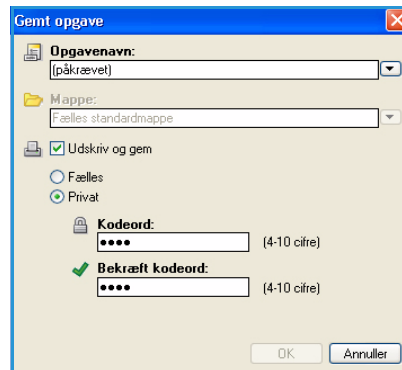 Gemt opgave
Opgavenavn:
(påkrævet)
Mappe:
Fælles standardmappe
Udskriv og gem
Fælles
Privat
Kodeord:
●●●● (4-10 cifre)
Bekræft kodeord:
●●●● (4-10 cifre)
OK Annuller